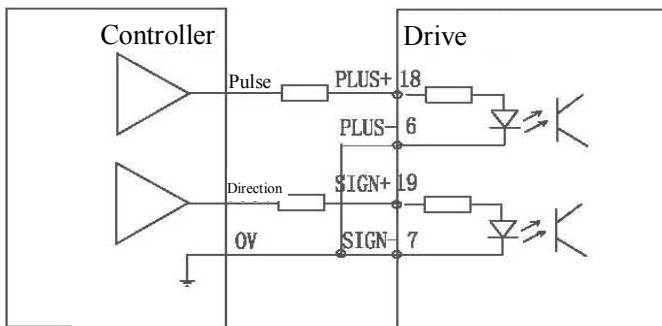 Controller
Drive
Pulse
PLUS+ 18
PLUS- 6
Direction
SIGN+ 19
0V
SIGN- 7